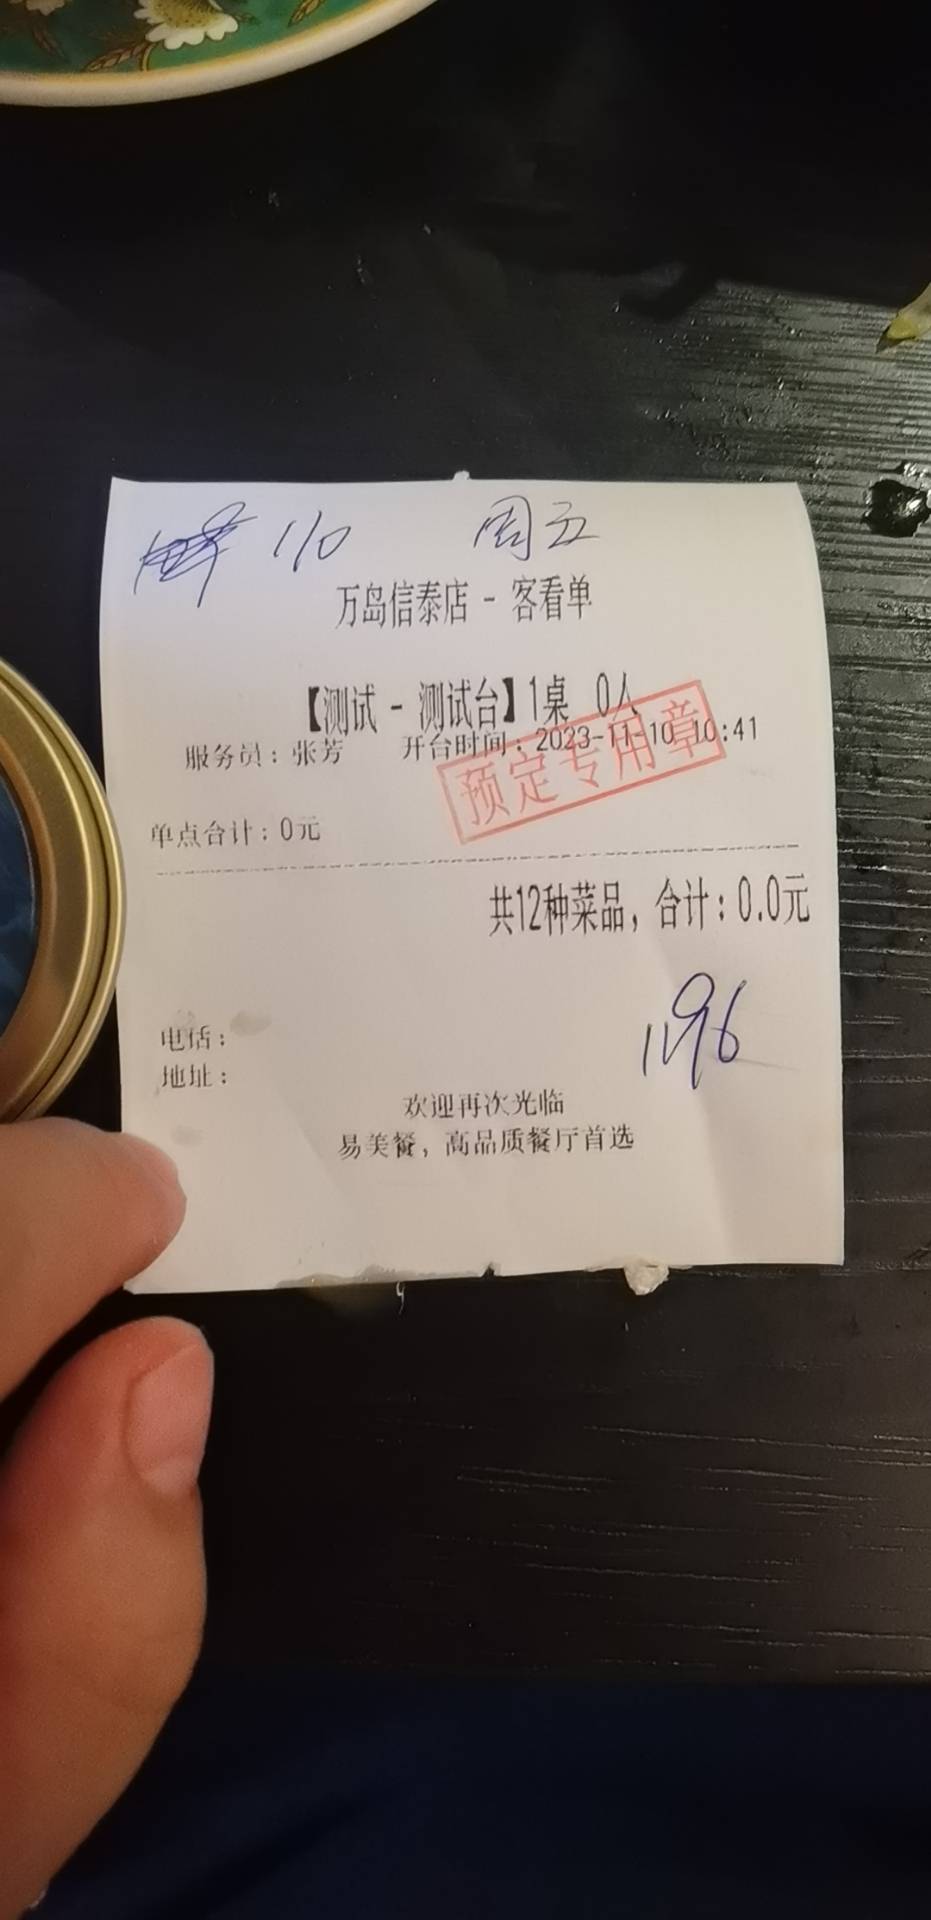 110 周五
万岛信泰店 - 客看单
【测试 - 测试台】1桌 0人
服务员：张芳 开台时间：2023-11-10 10:41
预定专用章
单点合计：0元
共12种菜品，合计：0.0元
1196
电话：
地址：
欢迎再次光临
易美餐，高品质餐厅首选